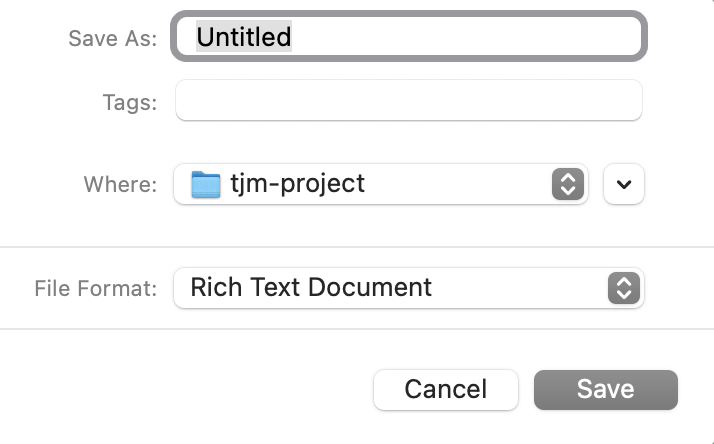 Save As: Untitled
Tags:
Where: tjm-project
File Format: Rich Text Document
Cancel Save